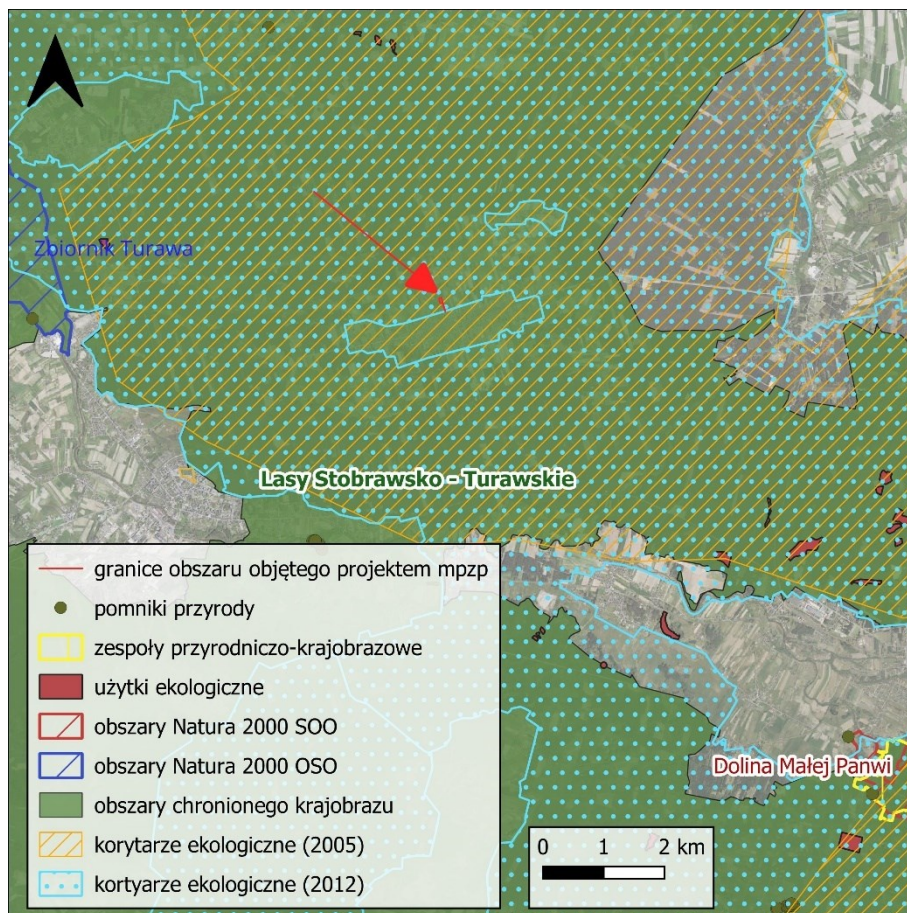 Zbiornik Turawa
Lasy Stobrawsko - Turawskie
Dolina Małej Panwi
granice obszaru objętego projektem mpzp
pomniki przyrody
zespoły przyrodniczo-krajobrazowe
użytki ekologiczne
obszary Natura 2000 SOO
obszary Natura 2000 OSO
obszary chronionego krajobrazu
korytarze ekologiczne (2005)
kortyarze ekologiczne (2012)
0 1 2 km